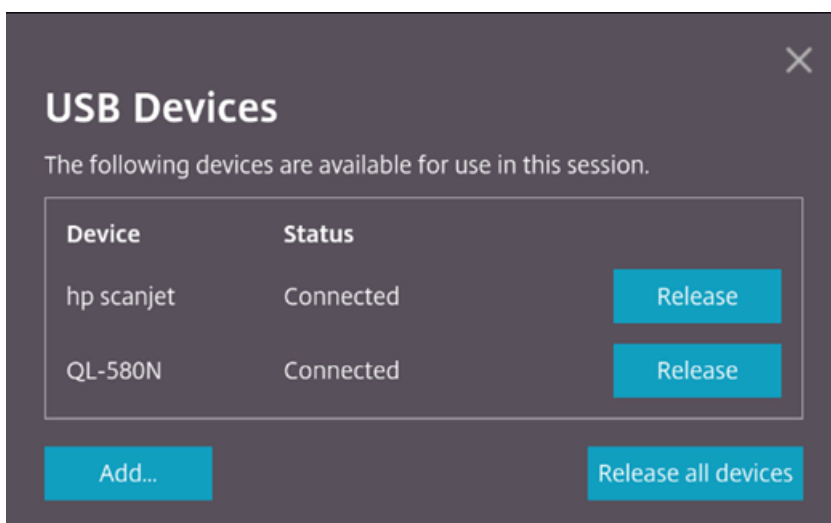 USB Devices
The following devices are available for use in this session.
Device Status
hp scanjet Connected Release
QL-580N Connected Release
Add... Release all devices